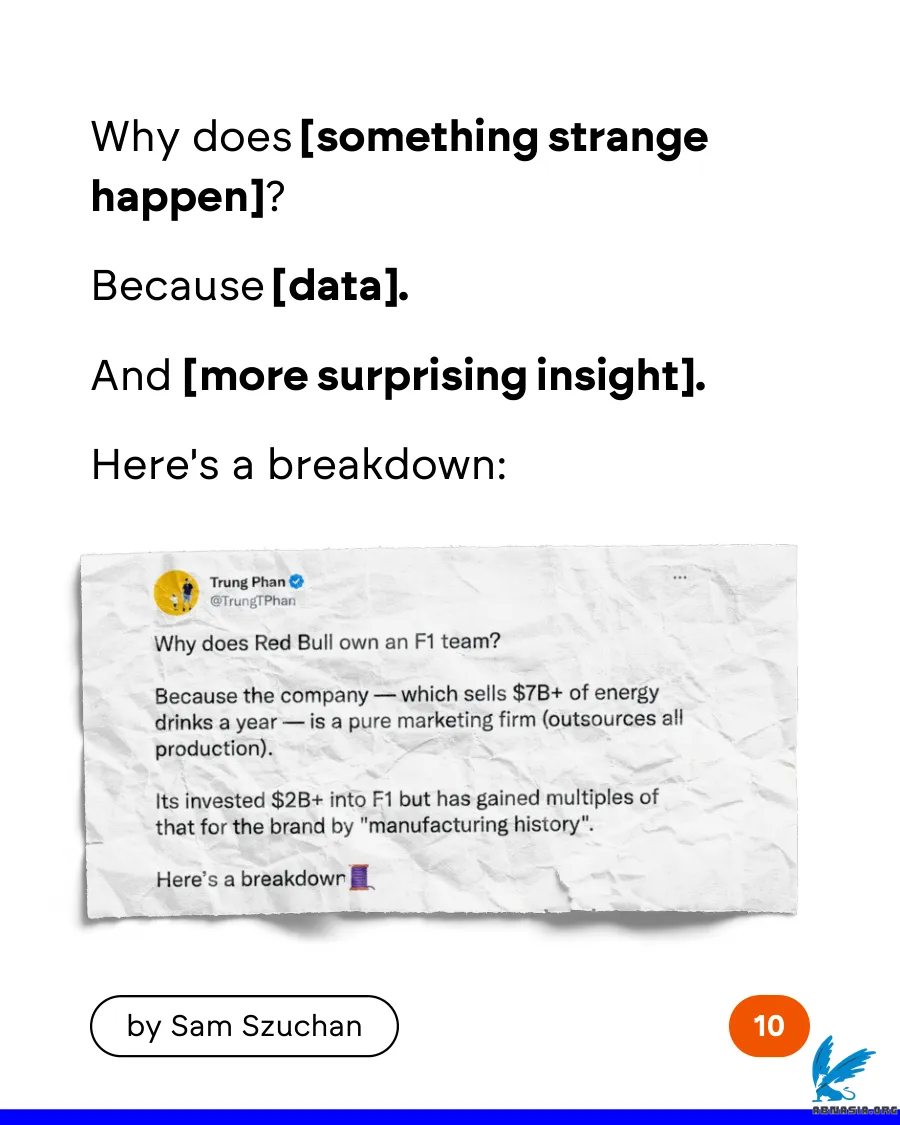 Why does [something strange
happen]?
Because [data].
And [more surprising insight].
Here's a breakdown:
Trung Phan
@TrungTPhan
Why does Red Bull own an F1 team?
Because the company — which sells $7B+ of energy
drinks a year — is a pure marketing firm (outsources all
production).
Its invested $2B+ into F1 but has gained multiples of
that for the brand by "manufacturing history".
Here's a breakdown
by Sam Szuchan
10
ABIWASIA.ORG